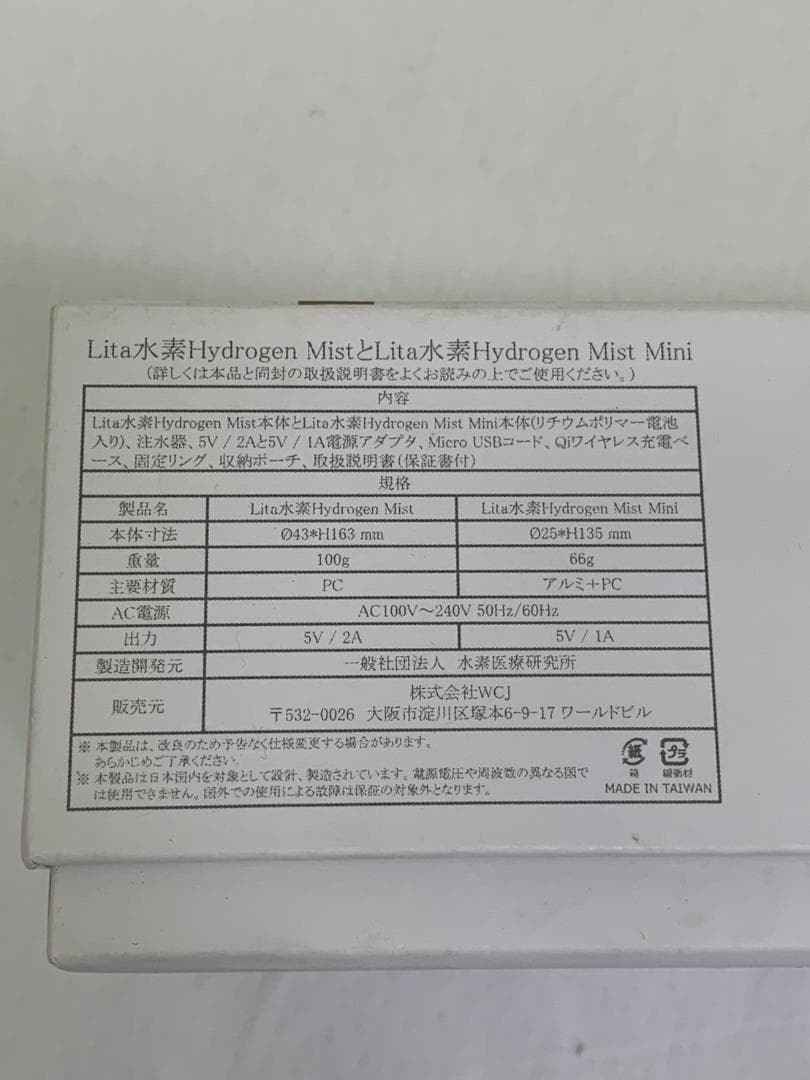 Lita水素Hydrogen MistとLita水素Hydrogen Mist Mini
(詳しくは本品と同封の取扱説明書をよくお読みの上でご使用ください。)
内容
Lita水素Hydrogen Mist本体とLita水素Hydrogen Mist Mini本体(リチウムポリマー電池
入り)、注水器、5V / 2Aと5V / 1A電源アダプタ、Micro USBコード、Qiワイヤレス充電ベ
ース、固定リング、収納ポーチ、取扱説明書(保証書付)
規格
製品名 Lita水素Hydrogen Mist Lita水素Hydrogen Mist Mini
本体寸法 Ø43*H163 mm Ø25*H135 mm
重量 100g 66g
主要材質 PC アルミ+PC
AC電源 AC100V～240V 50Hz/60Hz
出力 5V / 2A 5V / 1A
製造開発元 一般社団法人 水素医療研究所
販売元 株式会社WCJ
〒532-0026 大阪市淀川区塚本6-9-17 ワールドビル
※ 本製品は、改良のため予告なく仕様変更する場合があります。
あらかじめご了承ください。
※ 本製品は日本国内を対象として設計、製造されています。電源電圧や周波数の異なる国で
は使用できません。国外での使用による故障は保証の対象外となります。
紙 プラ
箱 緩衝材
MADE IN TAIWAN